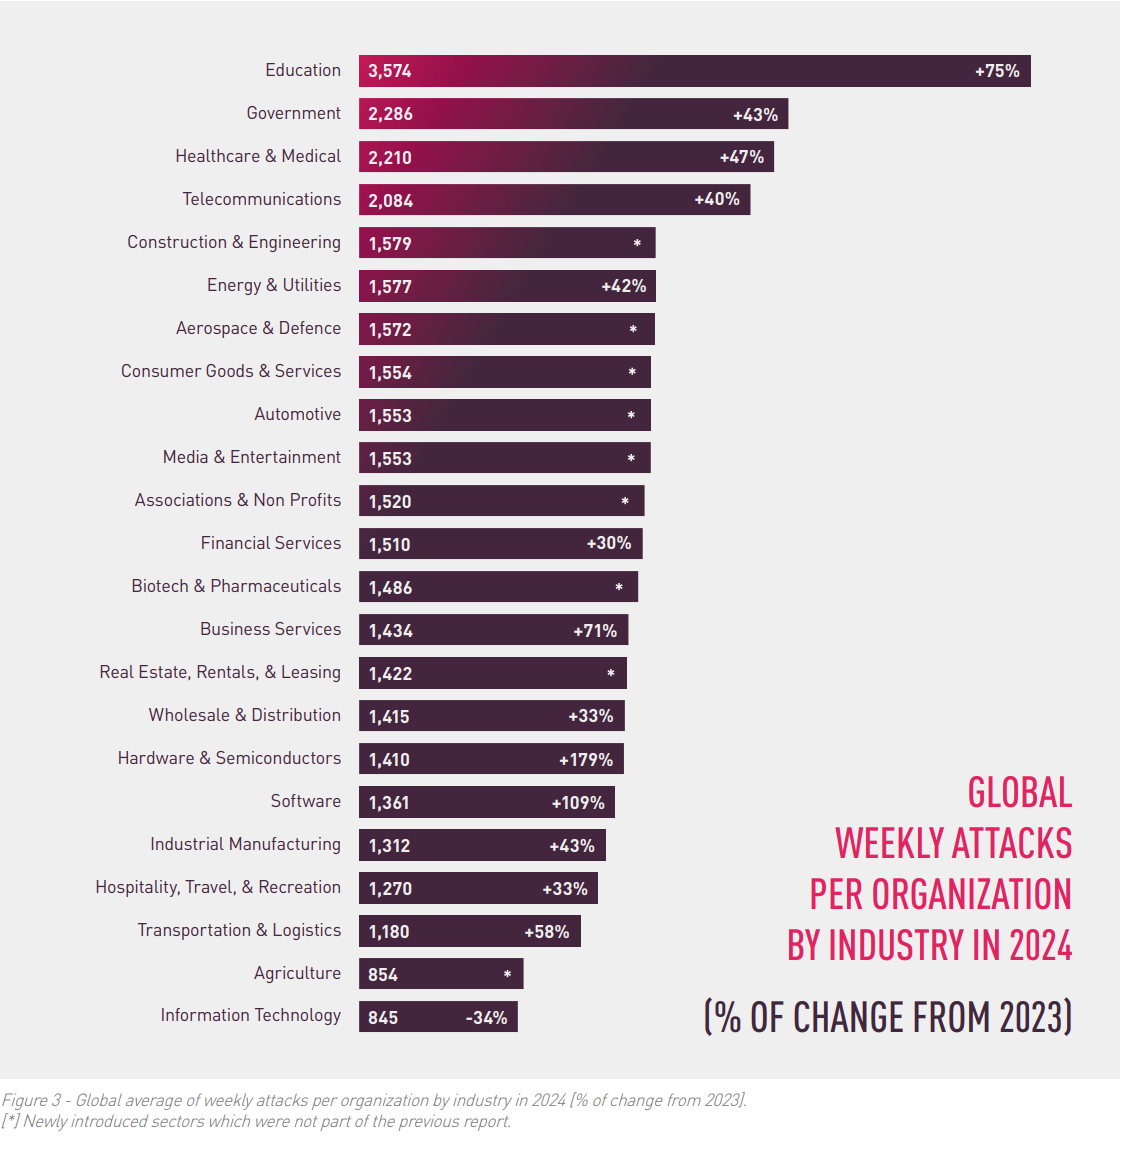 Education 3,574 +75%
Government 2,286 +43%
Healthcare & Medical 2,210 +47%
Telecommunications 2,084 +40%
Construction & Engineering 1,579 *
Energy & Utilities 1,577 +42%
Aerospace & Defence 1,572 *
Consumer Goods & Services 1,554 *
Automotive 1,553 *
Media & Entertainment 1,553 *
Associations & Non Profits 1,520 *
Financial Services 1,510 +30%
Biotech & Pharmaceuticals 1,486 *
Business Services 1,434 +71%
Real Estate, Rentals, & Leasing 1,422 *
Wholesale & Distribution 1,415 +33%
Hardware & Semiconductors 1,410 +179%
Software 1,361 +109%
Industrial Manufacturing 1,312 +43%
Hospitality, Travel, & Recreation 1,270 +33%
Transportation & Logistics 1,180 +58%
Agriculture 854 *
Information Technology 845 -34%
GLOBAL
WEEKLY ATTACKS
PER ORGANIZATION
BY INDUSTRY IN 2024
(% OF CHANGE FROM 2023)
Figure 3 - Global average of weekly attacks per organization by industry in 2024 [% of change from 2023].
[*] Newly introduced sectors which were not part of the previous report.